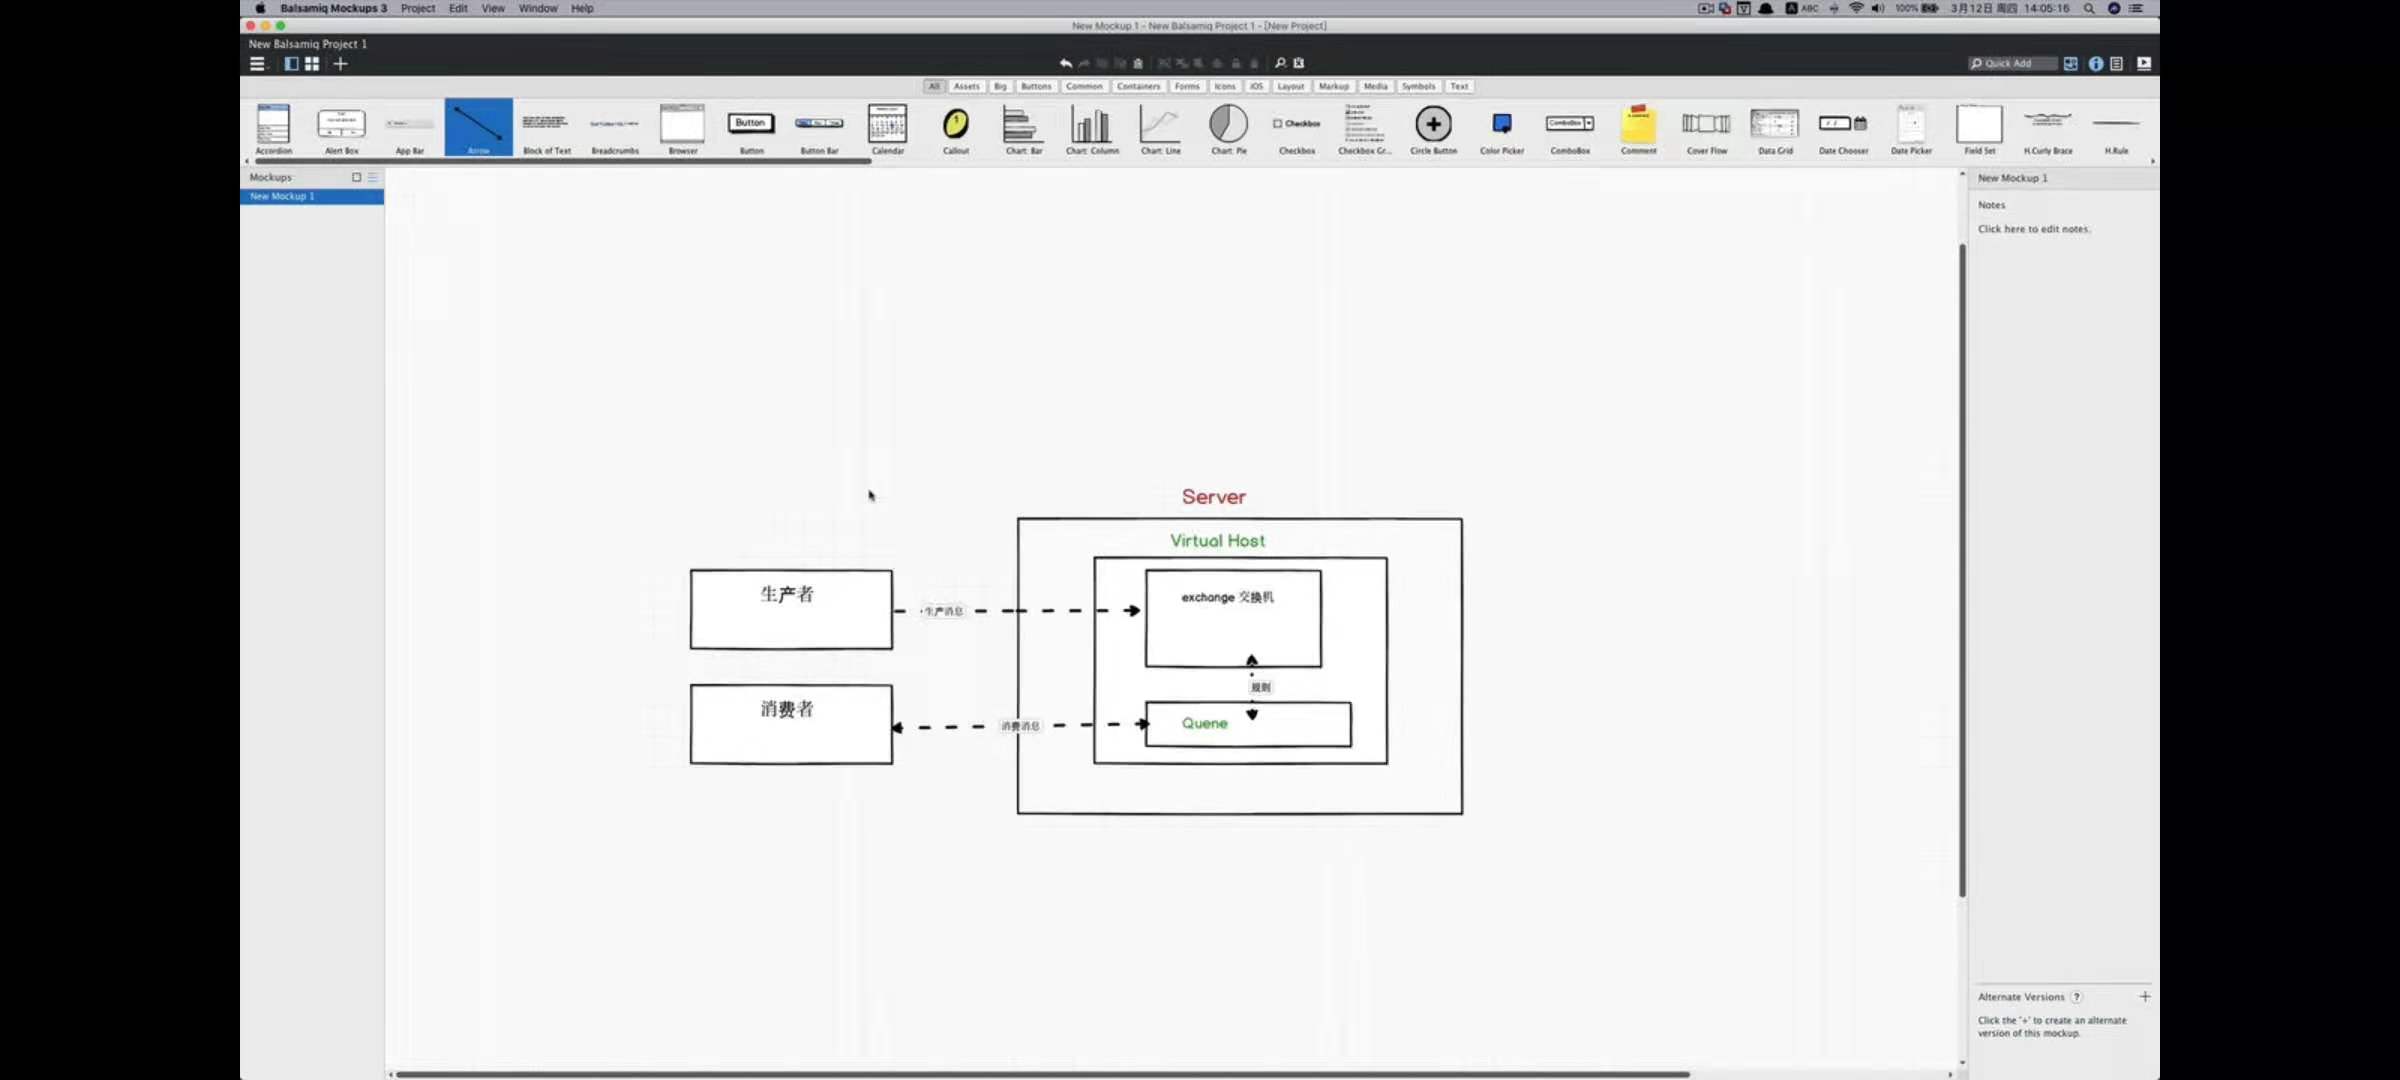 Balsamiq Mockups 3 Project Edit View Window Help
ABC 100% 3月12日 周四 14:05:16
New Mockup 1 - New Balsamiq Project 1 - [New Project]
New Balsamiq Project 1
Quick Add
All Assets Big Buttons Common Containers Forms Icons iOS Layout Markup Media Symbols Text
Button Checkbox ComboBox
Accordion Alert Box App Bar Arrow Block of Text Breadcrumbs Browser Button Button Bar Calendar Callout Chart: Bar Chart: Column Chart: Line Chart: Pie Checkbox Checkbox Gr... Circle Button Color Picker ComboBox Comment Cover Flow Data Grid Date Chooser Date Picker Field Set H.Curly Brace H.Rule
Mockups
New Mockup 1
New Mockup 1
Notes
Click here to edit notes.
Server
Virtual Host
生产者
生产消息
exchange 交换机
规则
消费者
消费消息
Quene
Alternate Versions ?
Click the '+' to create an alternate
version of this mockup.